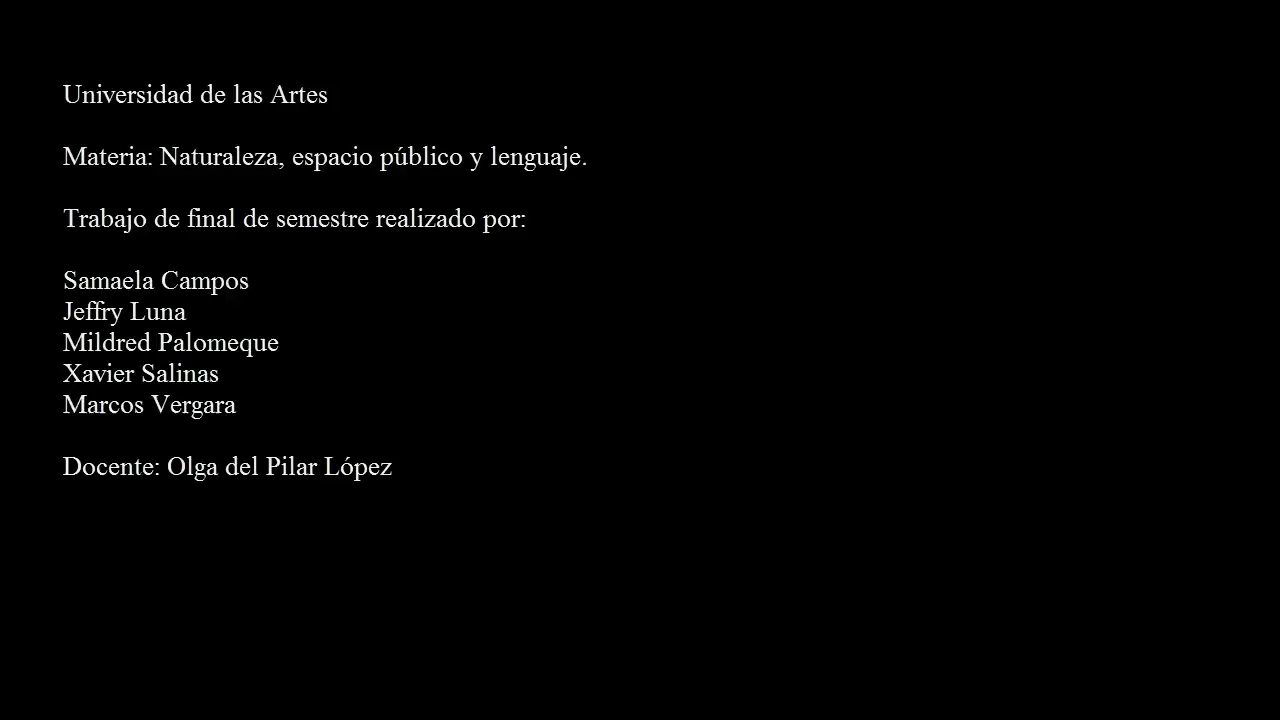 Universidad de las Artes
Materia: Naturaleza, espacio público y lenguaje.
Trabajo de final de semestre realizado por:
Samaela Campos
Jeffry Luna
Mildred Palomeque
Xavier Salinas
Marcos Vergara
Docente: Olga del Pilar López